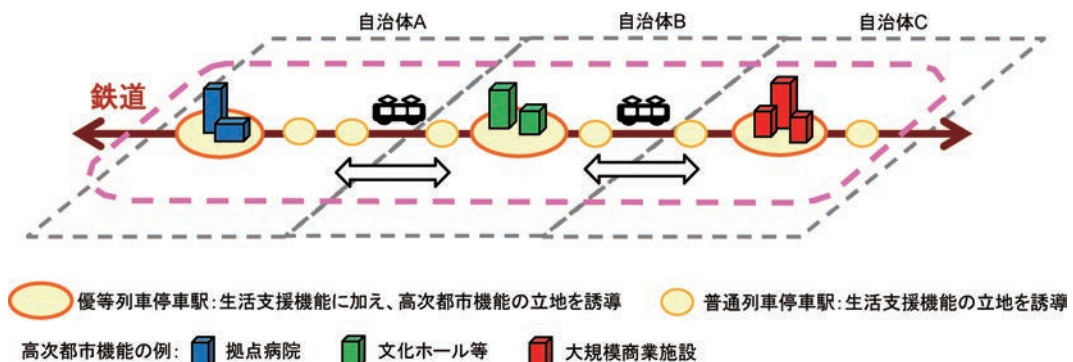 自治体A
自治体B
自治体C
鉄道
優等列車停車駅:生活支援機能に加え、高次都市機能の立地を誘導
普通列車停車駅:生活支援機能の立地を誘導
高次都市機能の例:
拠点病院
文化ホール等
大規模商業施設